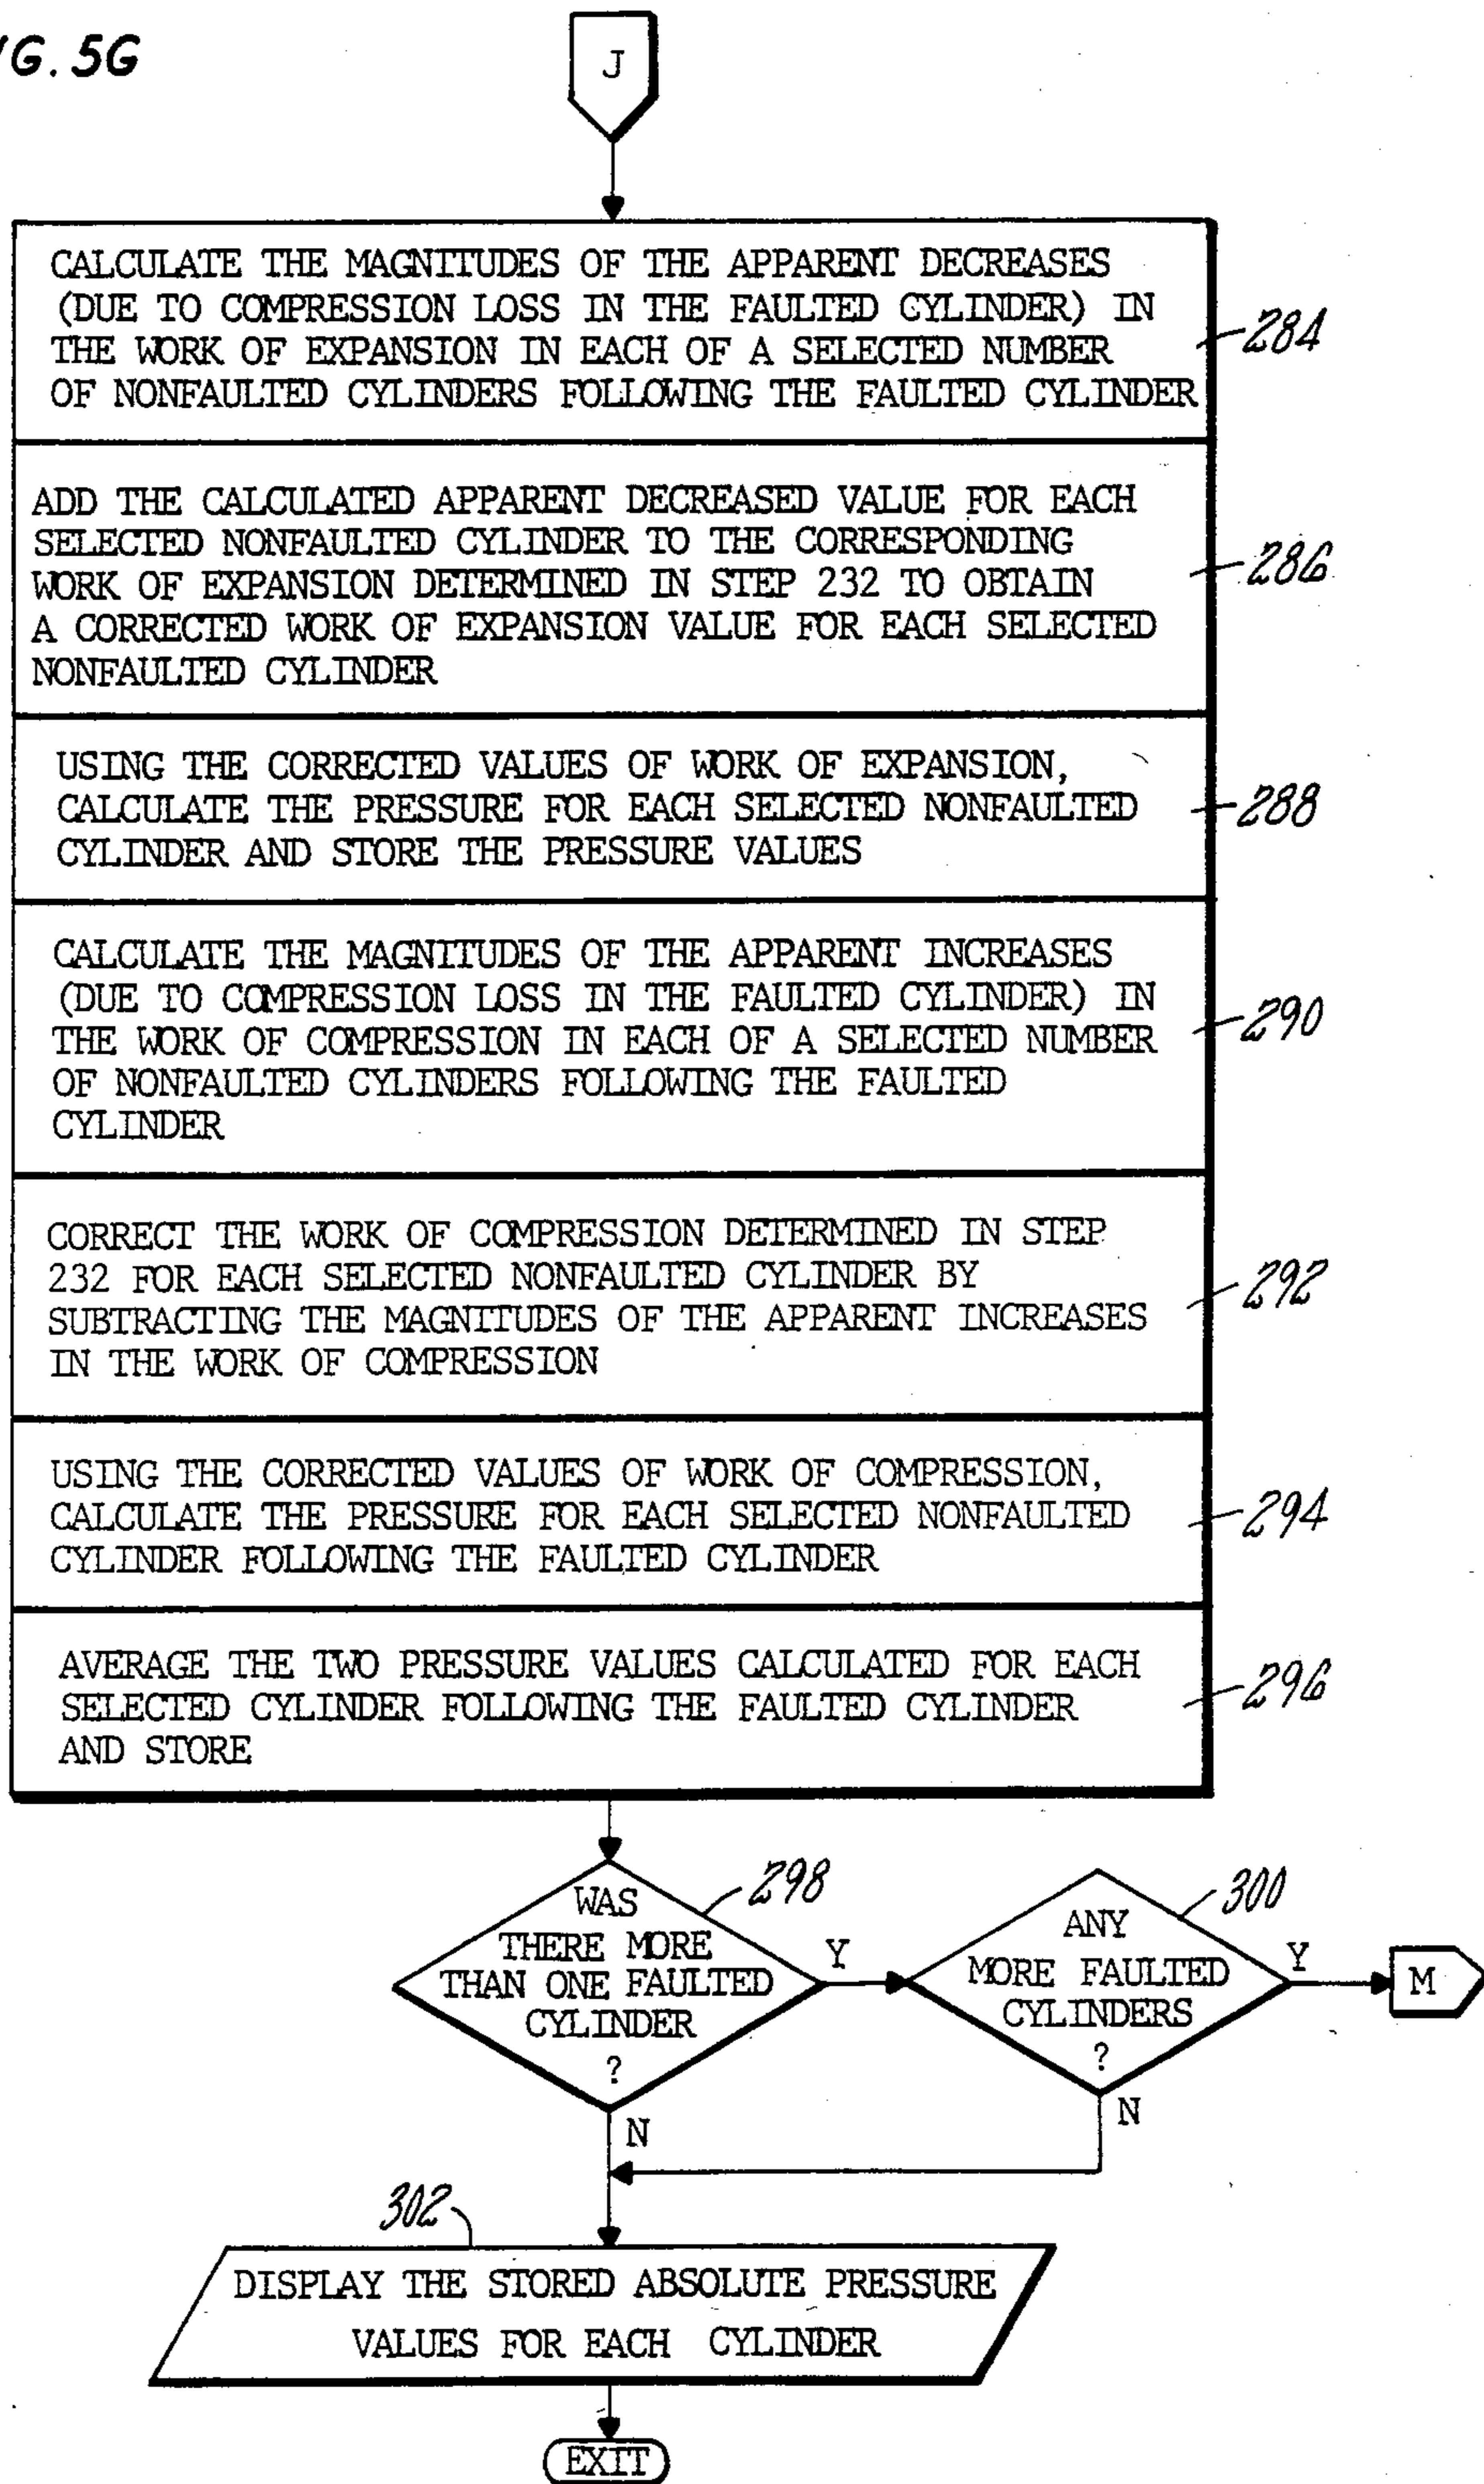 IG. 5G
J
CALCULATE THE MAGNITUDES OF THE APPARENT DECREASES
(DUE TO COMPRESSION LOSS IN THE FAULTED CYLINDER) IN
THE WORK OF EXPANSION IN EACH OF A SELECTED NUMBER
OF NONFAULTED CYLINDERS FOLLOWING THE FAULTED CYLINDER
284
ADD THE CALCULATED APPARENT DECREASED VALUE FOR EACH
SELECTED NONFAULTED CYLINDER TO THE CORRESPONDING
WORK OF EXPANSION DETERMINED IN STEP 232 TO OBTAIN
A CORRECTED WORK OF EXPANSION VALUE FOR EACH SELECTED
NONFAULTED CYLINDER
286
USING THE CORRECTED VALUES OF WORK OF EXPANSION,
CALCULATE THE PRESSURE FOR EACH SELECTED NONFAULTED
CYLINDER AND STORE THE PRESSURE VALUES
288
CALCULATE THE MAGNITUDES OF THE APPARENT INCREASES
(DUE TO COMPRESSION LOSS IN THE FAULTED CYLINDER) IN
THE WORK OF COMPRESSION IN EACH OF A SELECTED NUMBER
OF NONFAULTED CYLINDERS FOLLOWING THE FAULTED
CYLINDER
290
CORRECT THE WORK OF COMPRESSION DETERMINED IN STEP
232 FOR EACH SELECTED NONFAULTED CYLINDER BY
SUBTRACTING THE MAGNITUDES OF THE APPARENT INCREASES
IN THE WORK OF COMPRESSION
292
USING THE CORRECTED VALUES OF WORK OF COMPRESSION,
CALCULATE THE PRESSURE FOR EACH SELECTED NONFAULTED
CYLINDER FOLLOWING THE FAULTED CYLINDER
294
AVERAGE THE TWO PRESSURE VALUES CALCULATED FOR EACH
SELECTED CYLINDER FOLLOWING THE FAULTED CYLINDER
AND STORE
296
WAS
THERE MORE
THAN ONE FAULTED
CYLINDER
?
298
Y
N
ANY
MORE FAULTED
CYLINDERS
?
300
Y
N
M
302
DISPLAY THE STORED ABSOLUTE PRESSURE
VALUES FOR EACH CYLINDER
EXIT